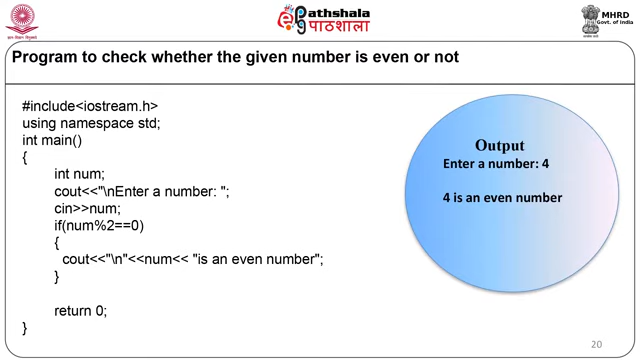 Pathshala
पाठशाला
MHRD
Govt. of India
Program to check whether the given number is even or not
#include<iostream.h>
using namespace std;
int main()
{
int num;
cout<<"\nEnter a number: ";
cin>>num;
if(num%2==0)
{
cout<<"\n"<<num<< "is an even number";
}
return 0;
}
Output
Enter a number: 4
4 is an even number
20